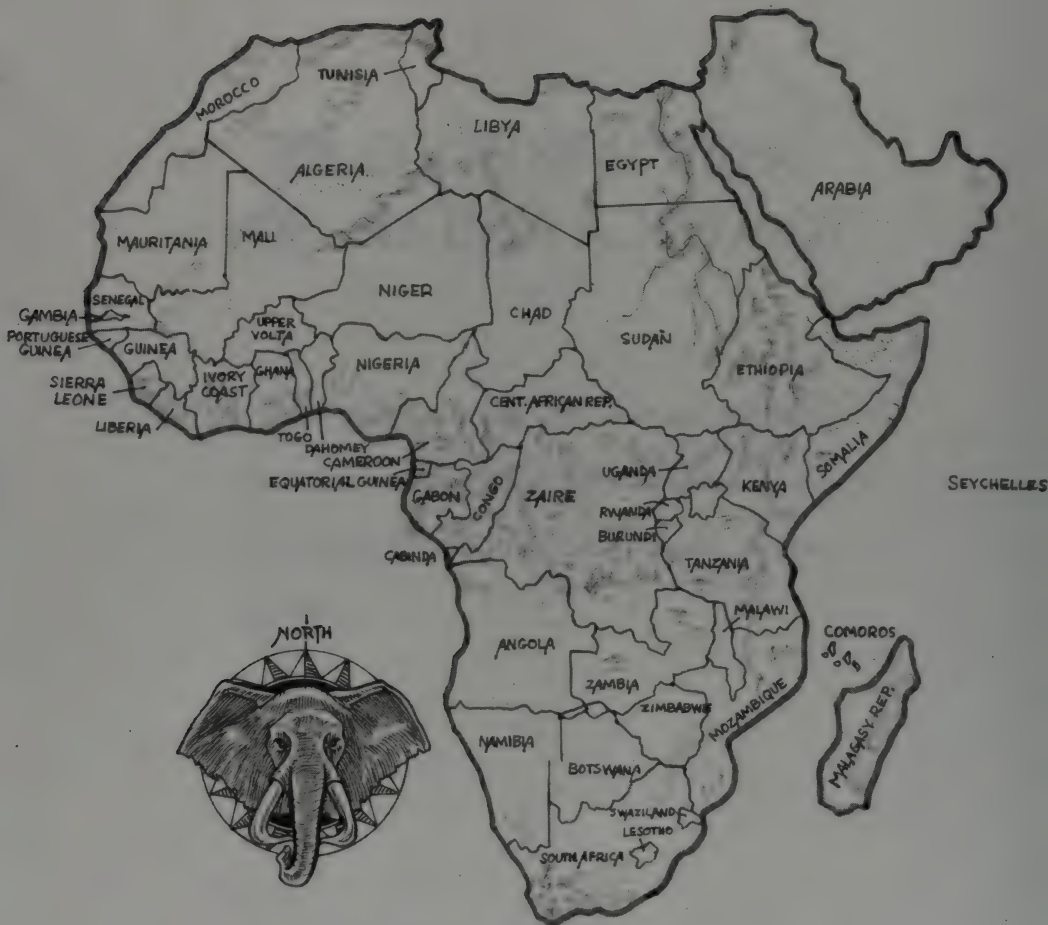 TUNISIA
MOROCCO
LIBYA
ALGERIA
EGYPT
ARABIA
MAURITANIA
MALI
NIGER
CHAD
SUDAN
SENEGAL
GAMBIA
PORTUGUESE
GUINEA
GUINEA
UPPER
VOLTA
NIGERIA
ETHIOPIA
SIERRA
LEONE
IVORY
COAST
GHANA
CENT. AFRICAN REP.
LIBERIA
TOGO
DAHOMEY
CAMEROON
EQUATORIAL GUINEA
GABON
CONGO
ZAIRE
UGANDA
KENYA
SOMALIA
SEYCHELLES
RWANDA
BURUNDI
CABINDA
TANZANIA
MALAWI
COMOROS
NORTH
ANGOLA
ZAMBIA
ZIMBABWE
MOZAMBIQUE
MALAGASY REP.
NAMIBIA
BOTSWANA
SWAZILAND
LESOTHO
SOUTH AFRICA